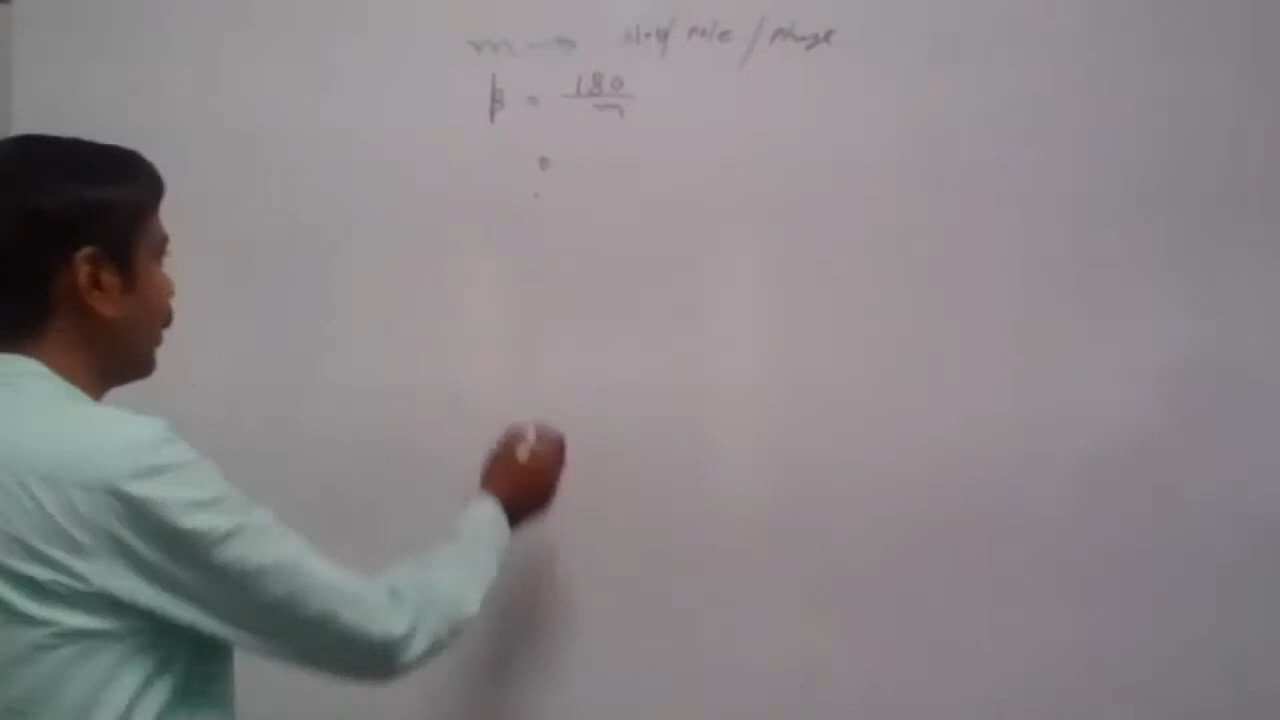 m → slot/ pole / phase
β = 180/m